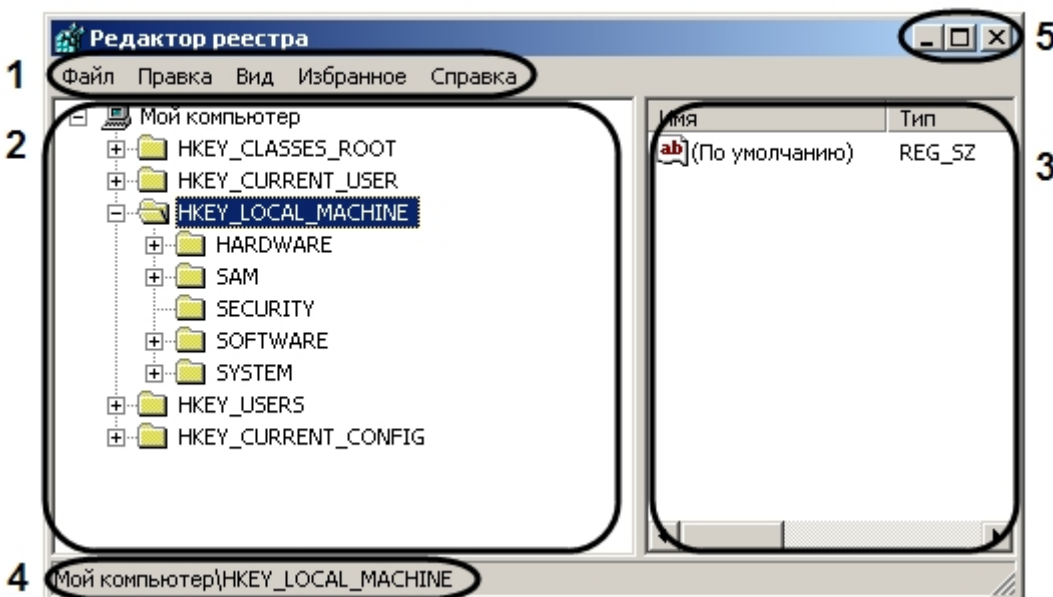 Редактор реестра
5
1
Файл Правка Вид Избранное Справка
2
Мой компьютер
HKEY_CLASSES_ROOT
HKEY_CURRENT_USER
HKEY_LOCAL_MACHINE
HARDWARE
SAM
SECURITY
SOFTWARE
SYSTEM
HKEY_USERS
HKEY_CURRENT_CONFIG
Имя Тип
ab (По умолчанию) REG_SZ
3
4
Мой компьютер\HKEY_LOCAL_MACHINE